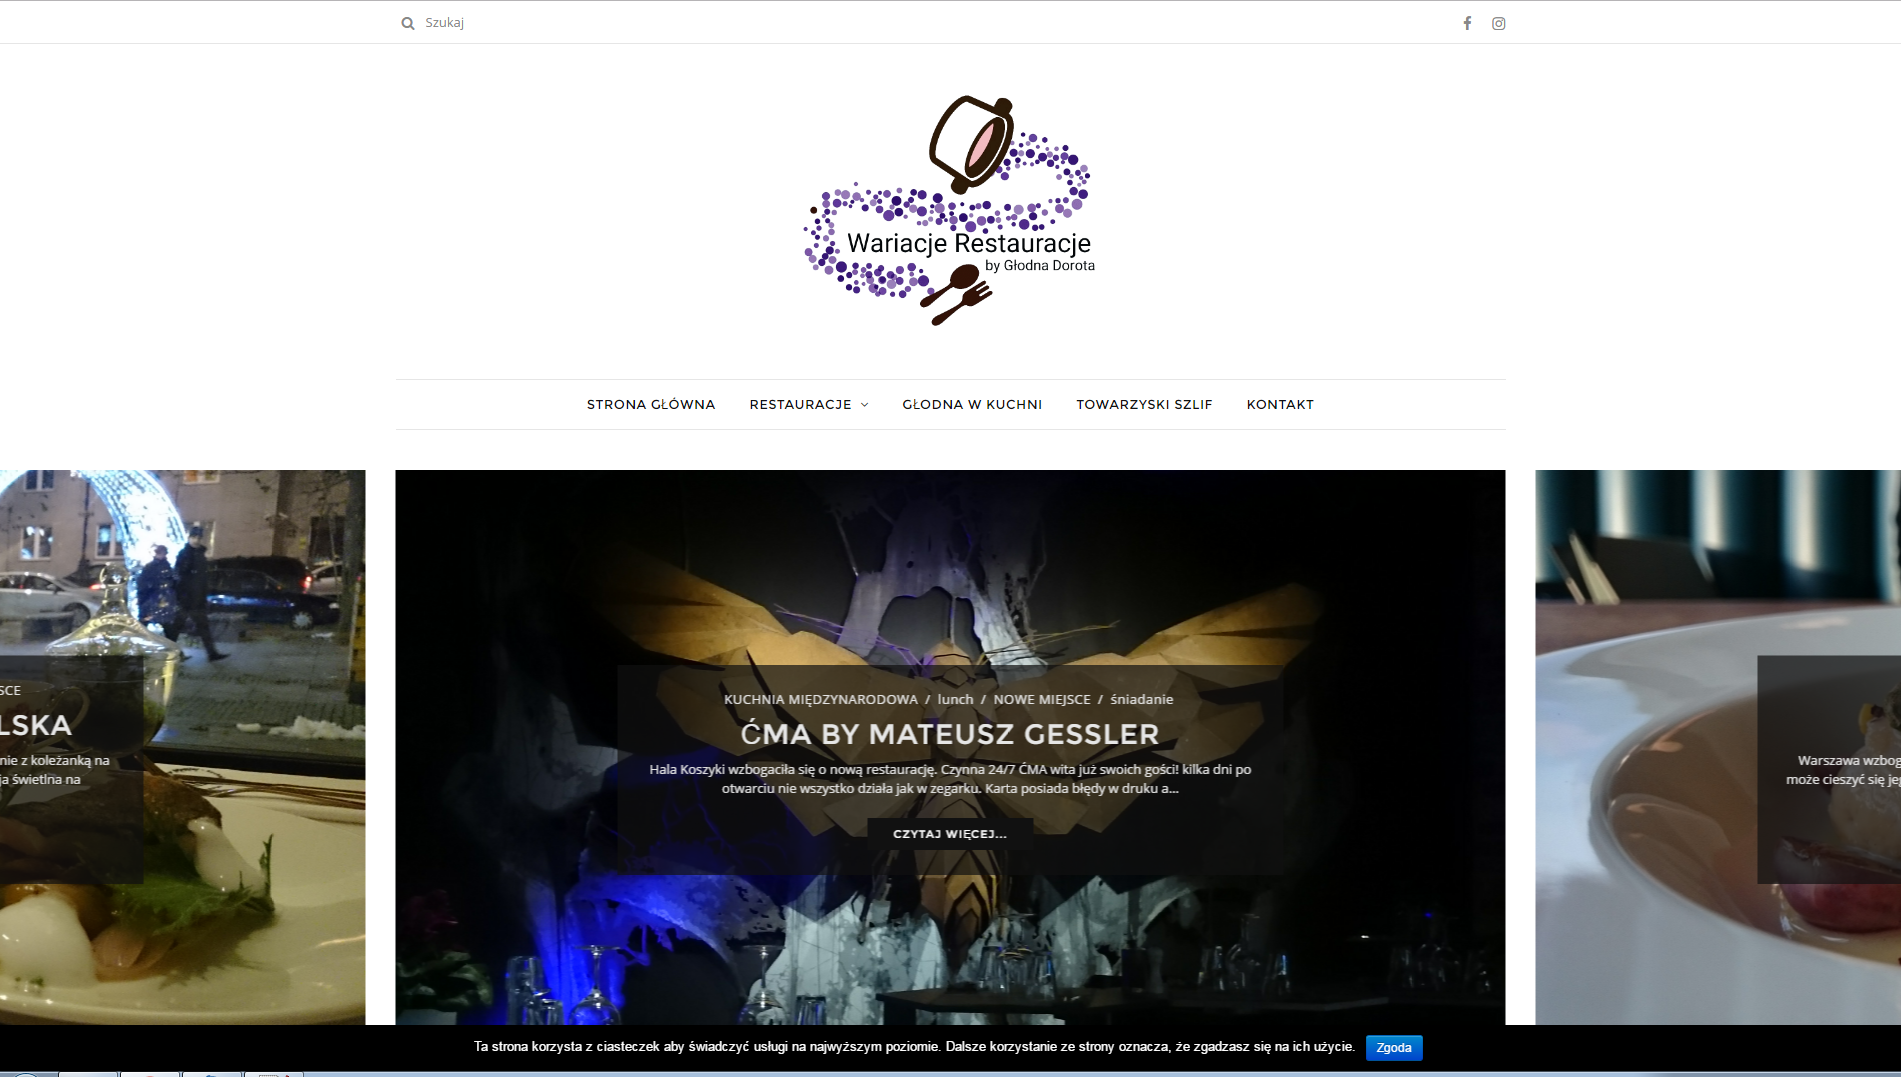 Szukaj
Wariacje Restauracje
by Głodna Dorota
STRONA GŁÓWNA RESTAURACJE GŁODNA W KUCHNI TOWARZYSKI SZLIF KONTAKT
SCE
LSKA
nie z koleżanką na
ja świetlna na
KUCHNIA MIĘDZYNARODOWA / lunch / NOWE MIEJSCE / śniadanie
ĆMA BY MATEUSZ GESSLER
Hala Koszyki wzbogaciła się o nową restaurację. Czynna 24/7 ĆMA wita już swoich gości! kilka dni po
otwarciu nie wszystko działa jak w zegarku. Karta posiada błędy w druku a...
CZYTAJ WIĘCEJ...
Warszawa wzbog
może cieszyć się jeg
Ta strona korzysta z ciasteczek aby świadczyć usługi na najwyższym poziomie. Dalsze korzystanie ze strony oznacza, że zgadzasz się na ich użycie. Zgoda